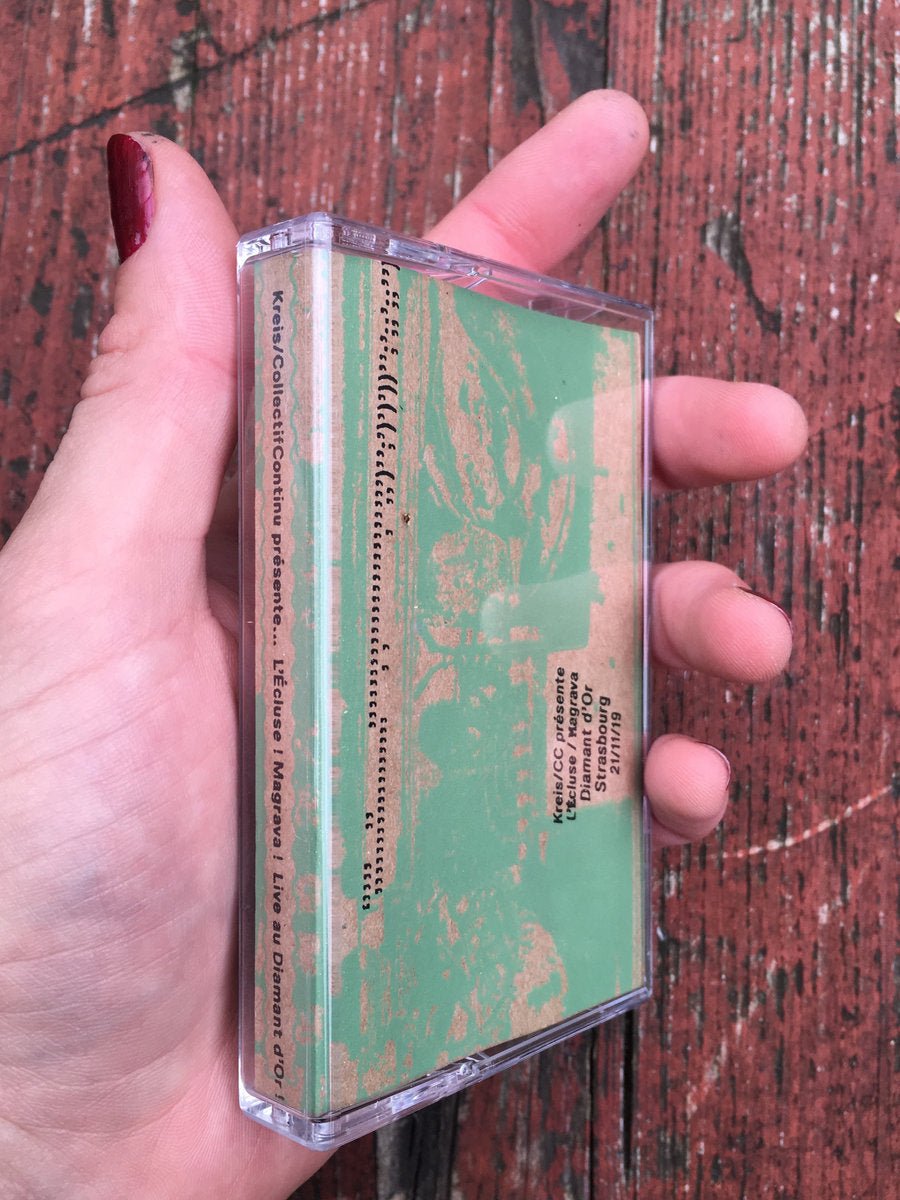 Kreis/CollectifContinu présente... L'Écluse ! Magrava ! Live au Diamant d'Or !
Kreis/CC présente
L'Écluse / Magrava
Diamant d'Or
Strasbourg
21/11/19